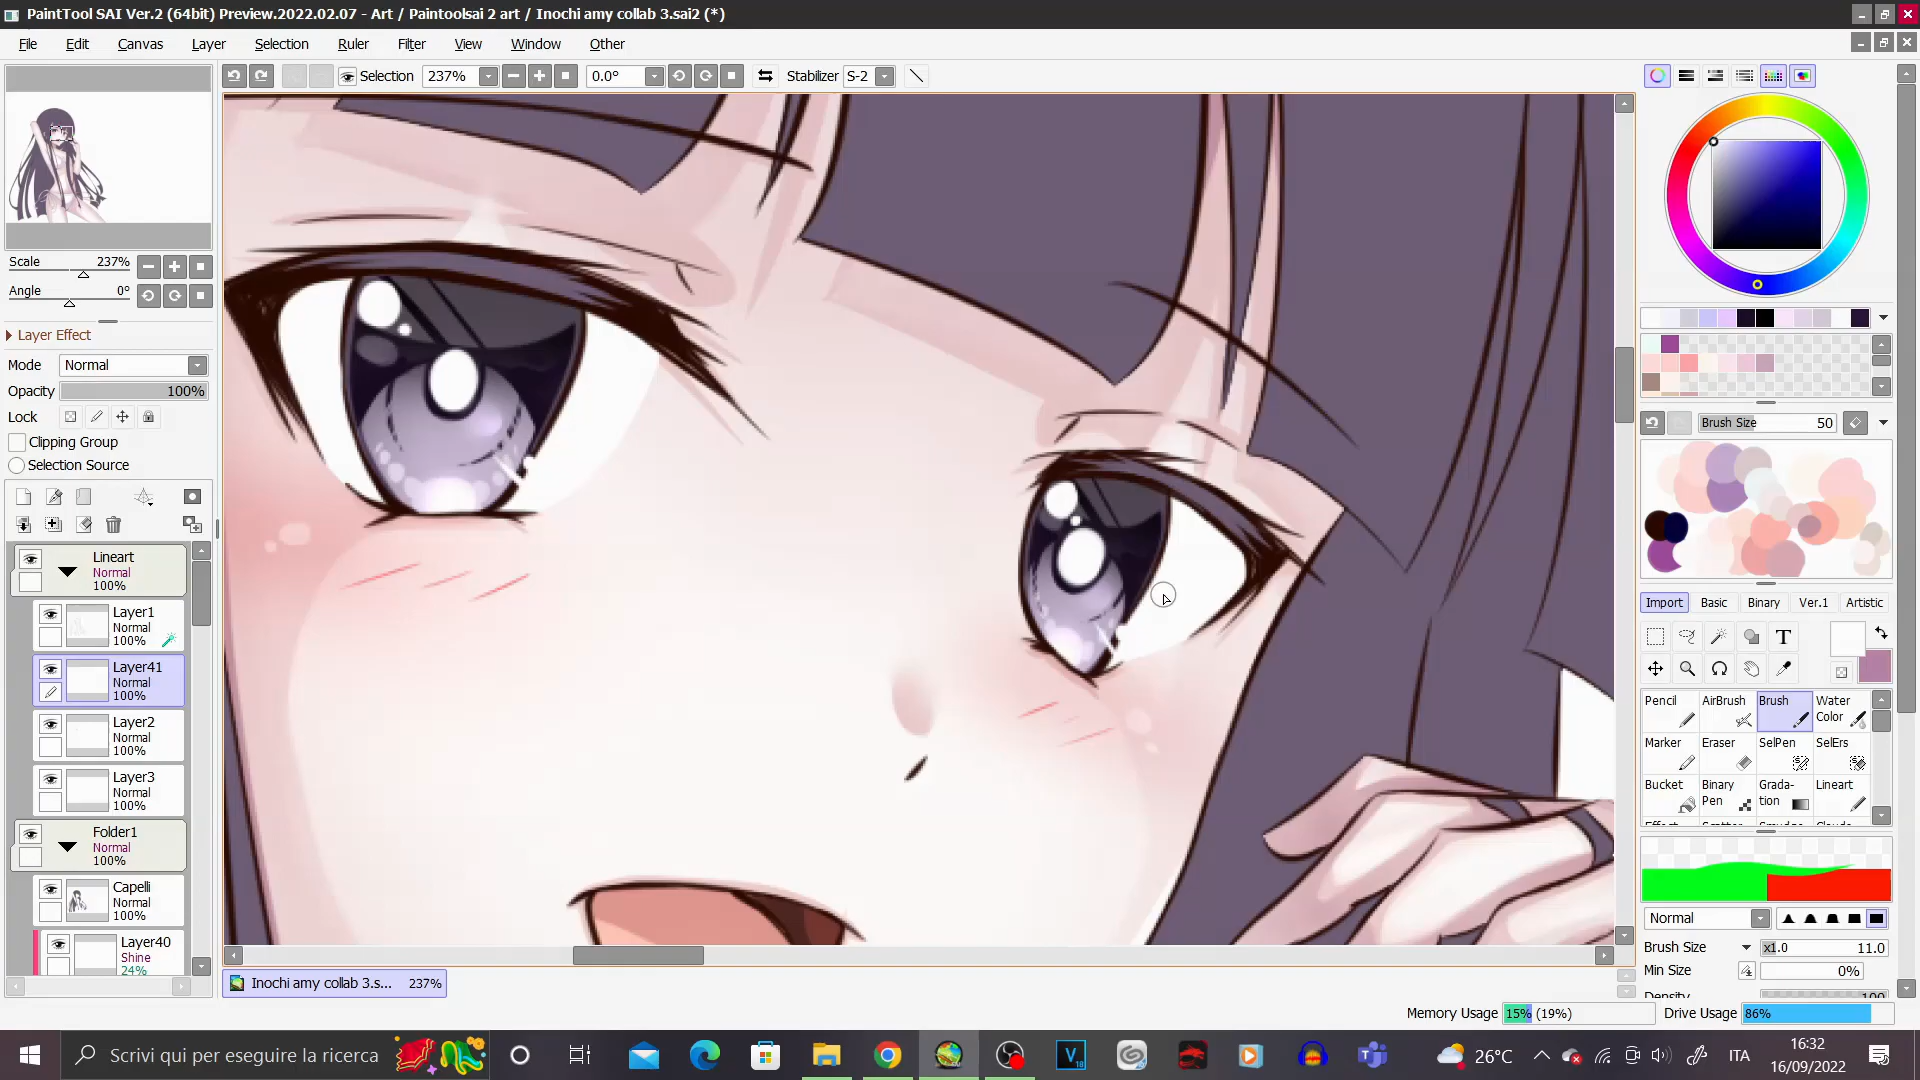 PaintTool SAI Ver.2 (64bit) Preview.2022.02.07 - Art / Paintoolsai 2 art / Inochi amy collab 3.sai2 (*)
File Edit Canvas Layer Selection Ruler Filter View Window Other
Selection 237% 0.0° Stabilizer S-2
Scale 237%
Angle 0°
Layer Effect
Mode Normal
Opacity 100%
Lock
Clipping Group
Selection Source
Lineart
Normal
100%
Layer1
Normal
100%
Layer41
Normal
100%
Layer2
Normal
100%
Layer3
Normal
100%
Folder1
Normal
100%
Capelli
Normal
100%
Layer40
Shine
24%
Inochi amy collab 3.s... 237%
Brush Size 50
Import Basic Binary Ver.1 Artistic
T
Pencil AirBrush Brush Water Color
Marker Eraser SelPen SelErs
Bucket Binary Pen Grada-tion Lineart
Normal
Brush Size x1.0 11.0
Min Size 0%
Density 100
Memory Usage 15% (19%) Drive Usage 86%
Scrivi qui per eseguire la ricerca
V
18
26°C
ITA
16:32
16/09/2022